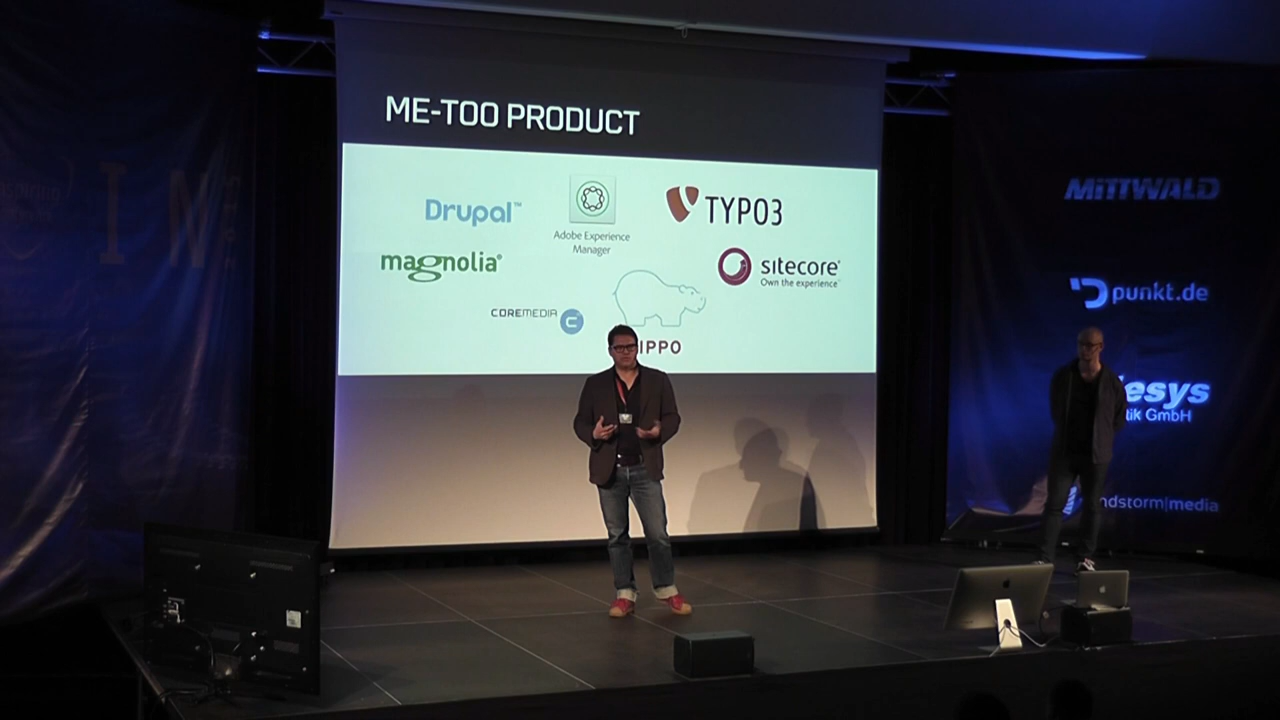 ME-TOO PRODUCT
Drupal™
Adobe Experience
Manager
TYPO3
magnolia®
sitecore®
Own the experience™
COREMEDIA C
IPPO
I N
MITTWALD
punkt.de
esys
tik GmbH
ndstorm|media